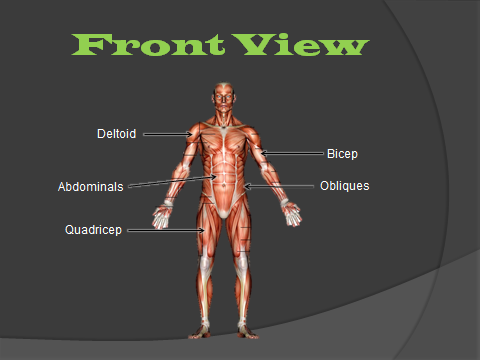 Front View
Deltoid
Bicep
Abdominals
Obliques
Quadricep